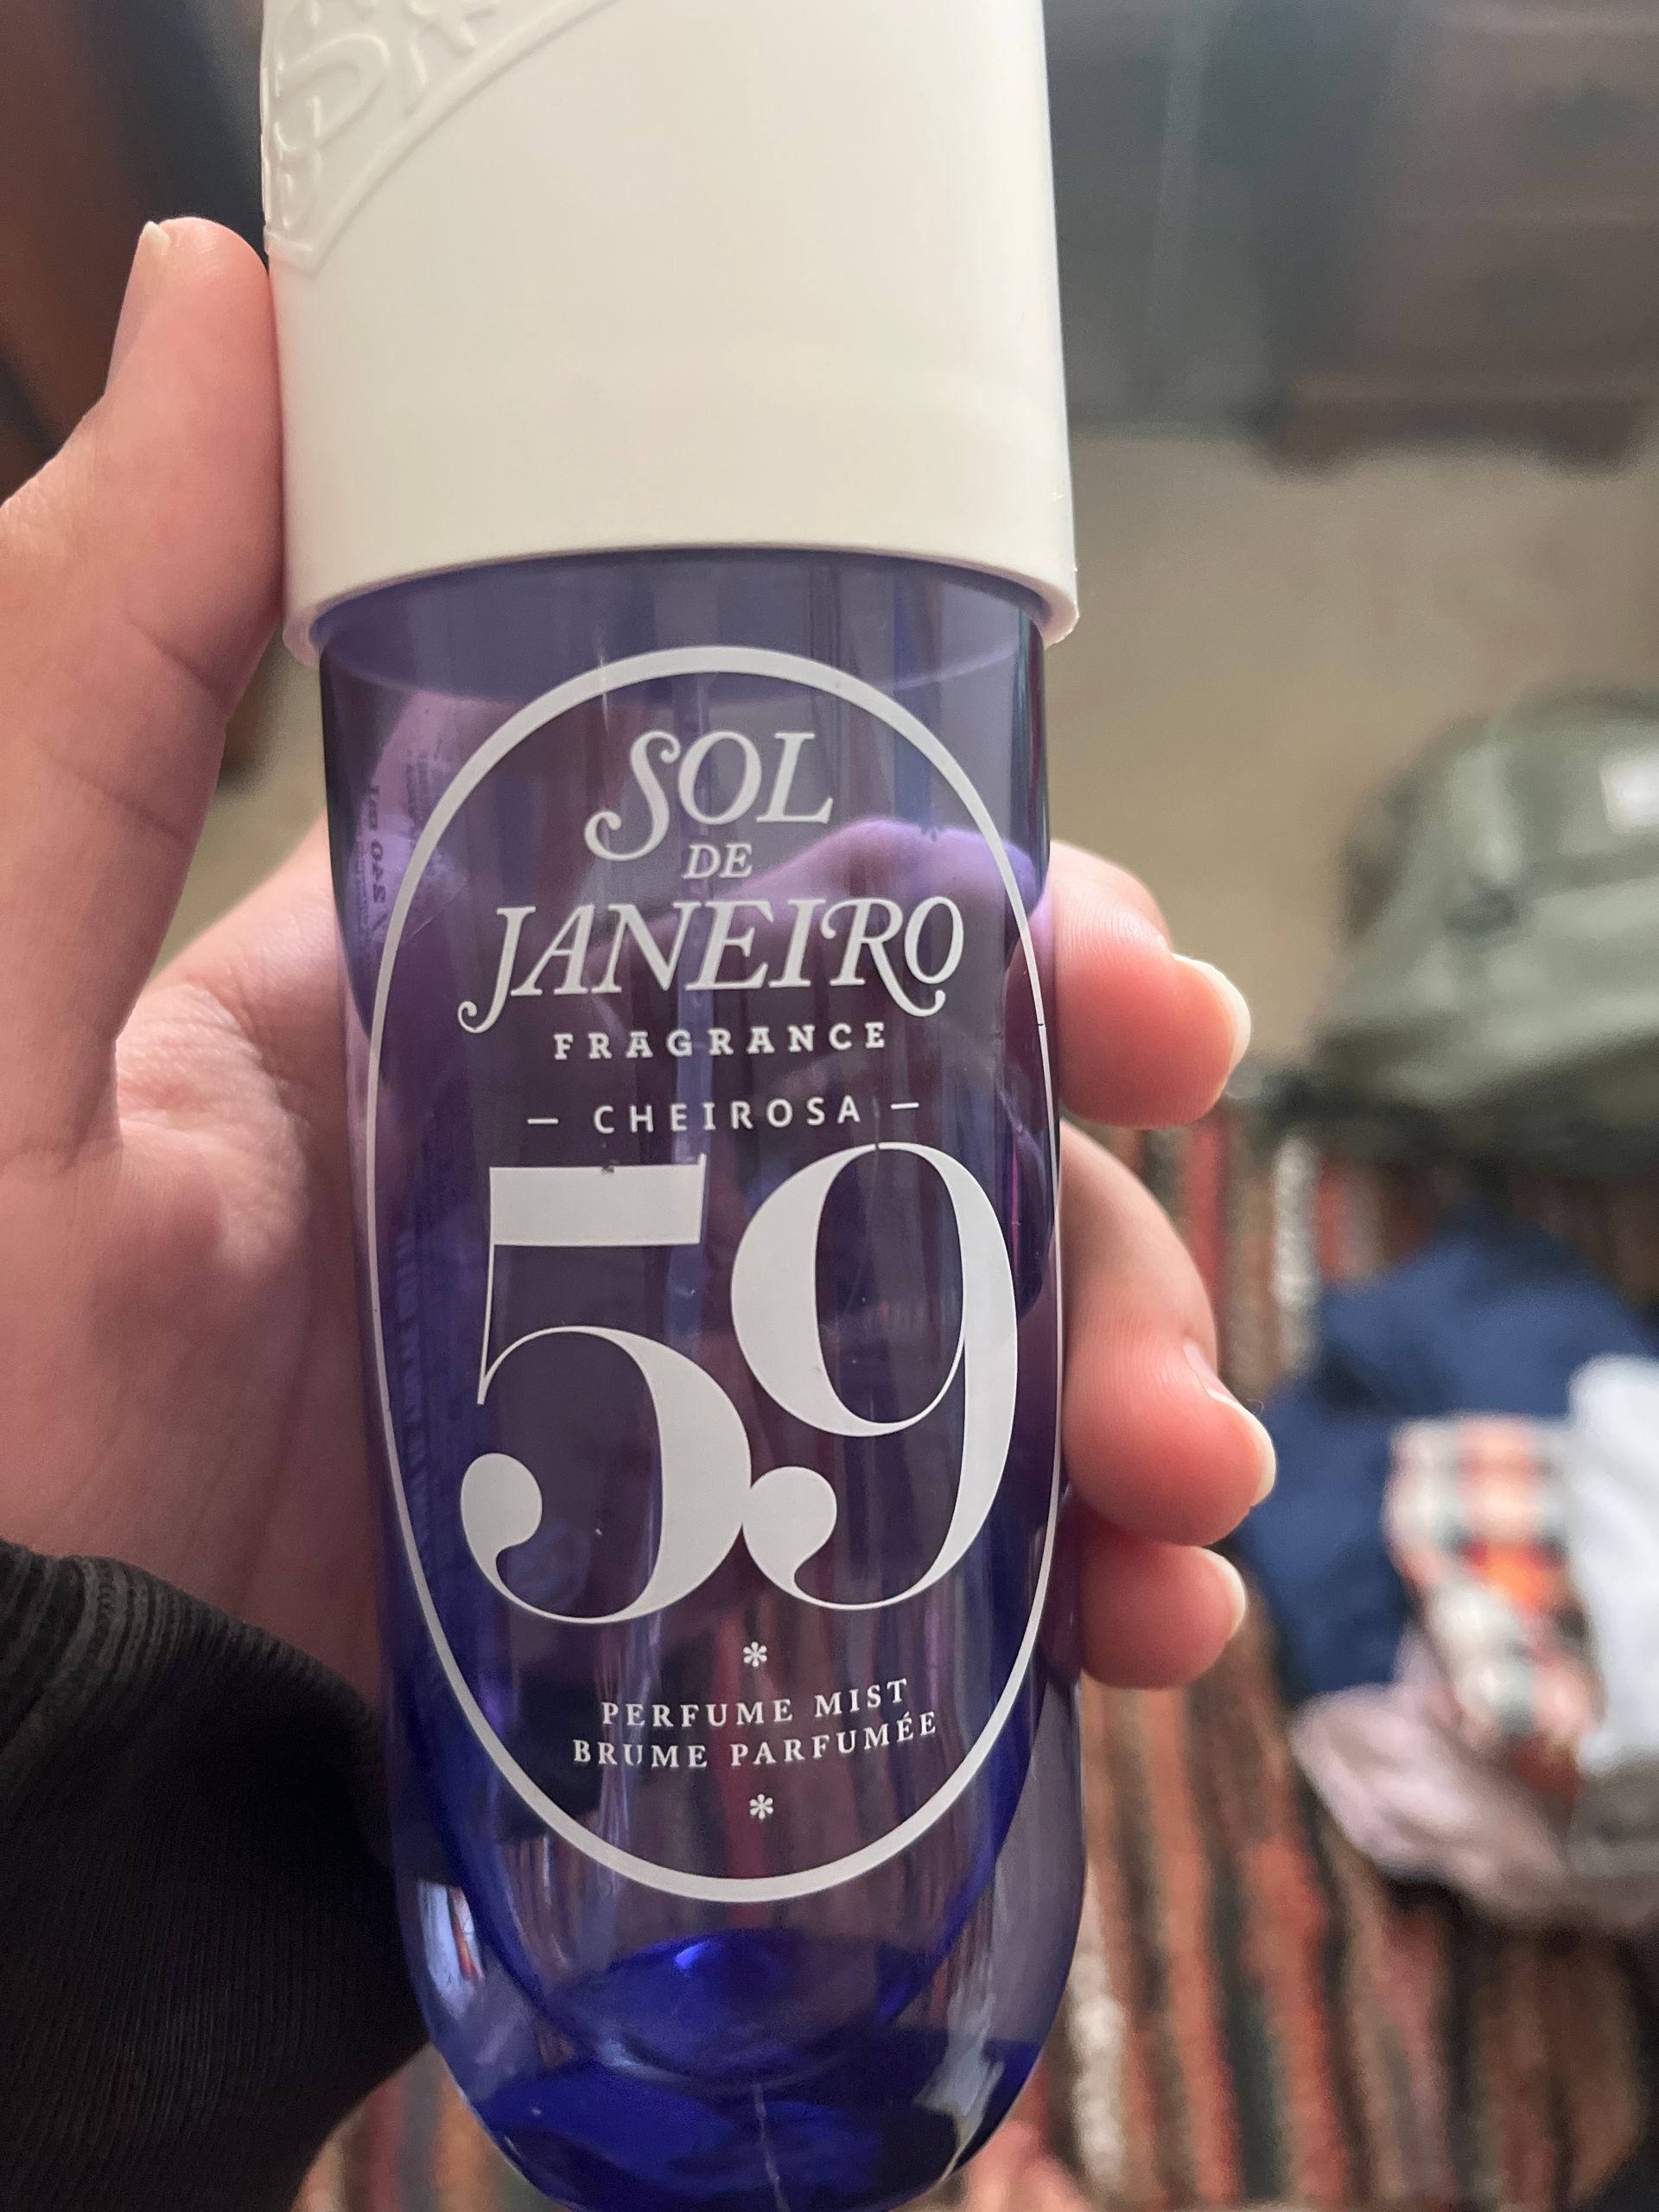 SOL
DE
JANEIRO
FRAGRANCE
— CHEIROSA —
59
*
PERFUME MIST
BRUME PARFUMÉE
*